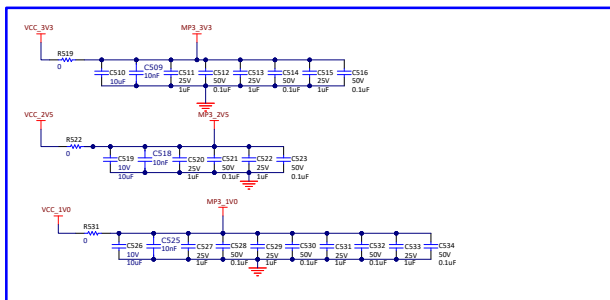 VCC_3V3
MP3_3V3
R519
0
C510
10uF
C509
10nF
C511
25V
1uF
C512
50V
0.1uF
C513
25V
1uF
C514
50V
0.1uF
C515
25V
1uF
C516
50V
0.1uF
VCC_2V5
MP3_2V5
R522
0
C519
10V
10uF
C518
10nF
C520
25V
1uF
C521
50V
0.1uF
C522
25V
1uF
C523
50V
0.1uF
VCC_1V0
MP3_1V0
R531
0
C526
10V
10uF
C525
10nF
C527
25V
1uF
C528
50V
0.1uF
C529
25V
1uF
C530
50V
0.1uF
C531
25V
1uF
C532
50V
0.1uF
C533
25V
1uF
C534
50V
0.1uF